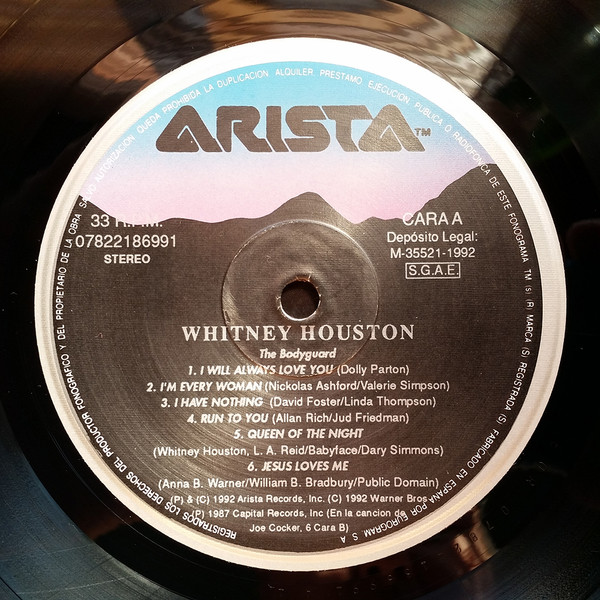 QUEDA PROHIBIDA LA DUPLICACION, ALQUILER, PRESTAMO, EJECUCION, PUBLICA O RADIOFONICA DE ESTE FONOGRAMA TM (S) (R) MARCA (S) REGISTRADA (S) FABRICADO EN ESPAÑA POR EUROGRAM, S. A.
REGISTRADOS LOS DERECHOS DEL PRODUCTOR FONOGRAFICO Y DEL PROPIETARIO DE LA OBRA SALVO AUTORIZACION
ARISTA™
33 R.P.M.
07822186991
STEREO
CARA A
Depósito Legal:
M-35521-1992
S.G.A.E.
WHITNEY HOUSTON
The Bodyguard
1. I WILL ALWAYS LOVE YOU (Dolly Parton)
2. I'M EVERY WOMAN (Nickolas Ashford/Valerie Simpson)
3. I HAVE NOTHING (David Foster/Linda Thompson)
4. RUN TO YOU (Allan Rich/Jud Friedman)
5. QUEEN OF THE NIGHT
(Whitney Houston, L. A. Reid/Babyface/Dary Simmons)
6. JESUS LOVES ME
(Anna B. Warner/William B. Bradbury/Public Domain)
(P) & (C) 1992 Arista Records, Inc. (C) 1992 Warner Bros
(P) 1987 Capital Records, Inc (En la cancion de
Joe Cocker, 6 Cara B)